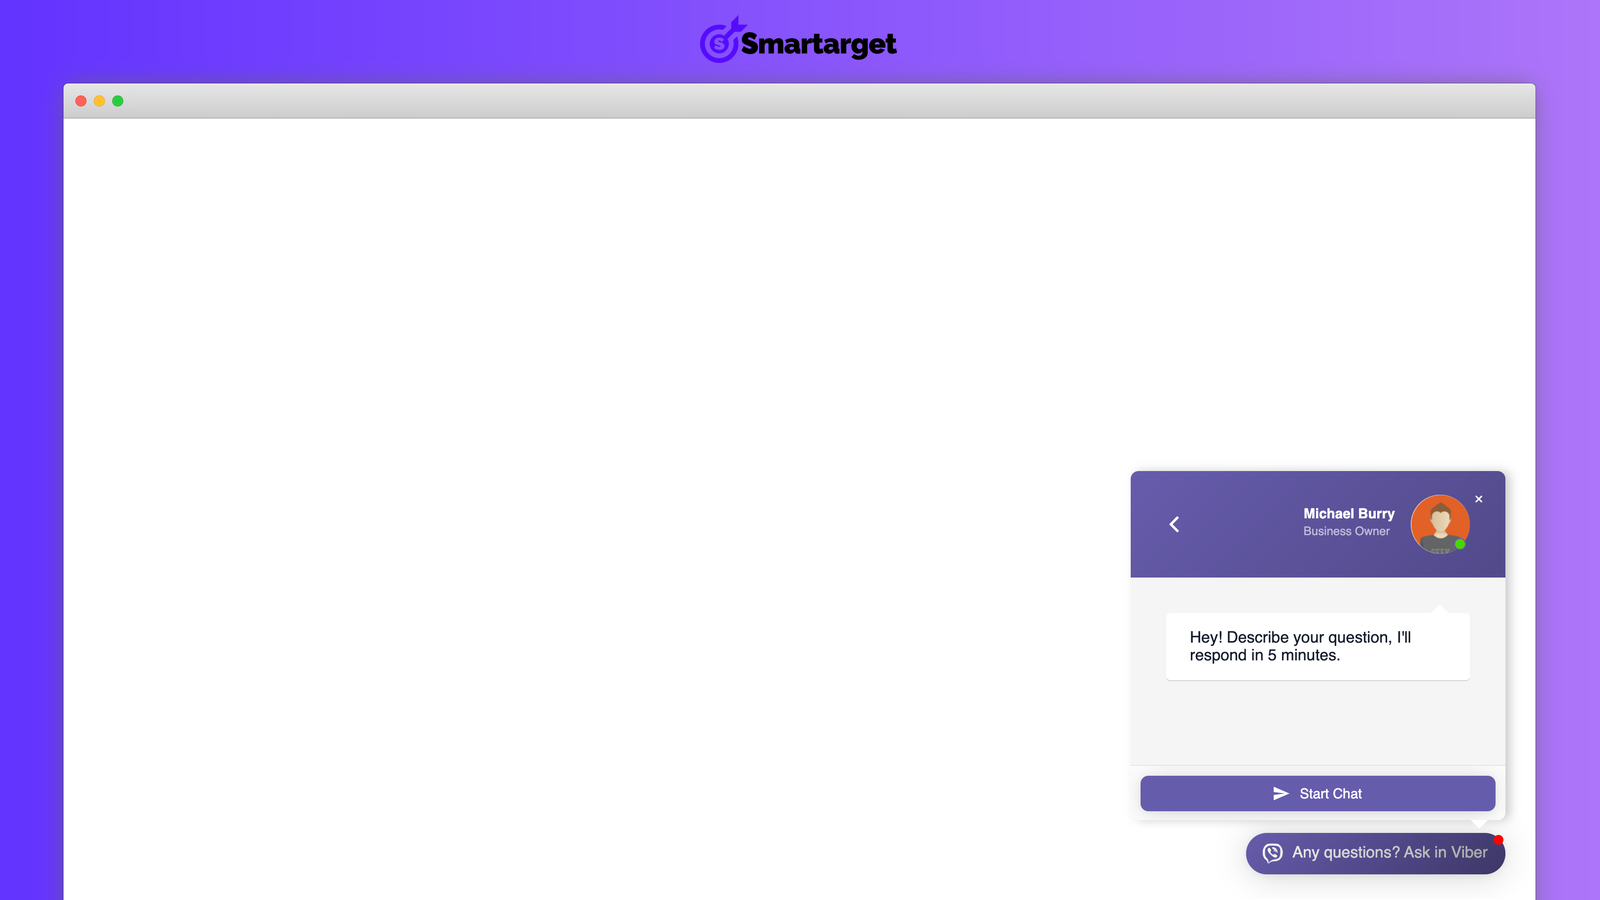 Smartarget
Michael Burry
Business Owner
GEEK
Hey! Describe your question, I'll
respond in 5 minutes.
Start Chat
Any questions? Ask in Viber